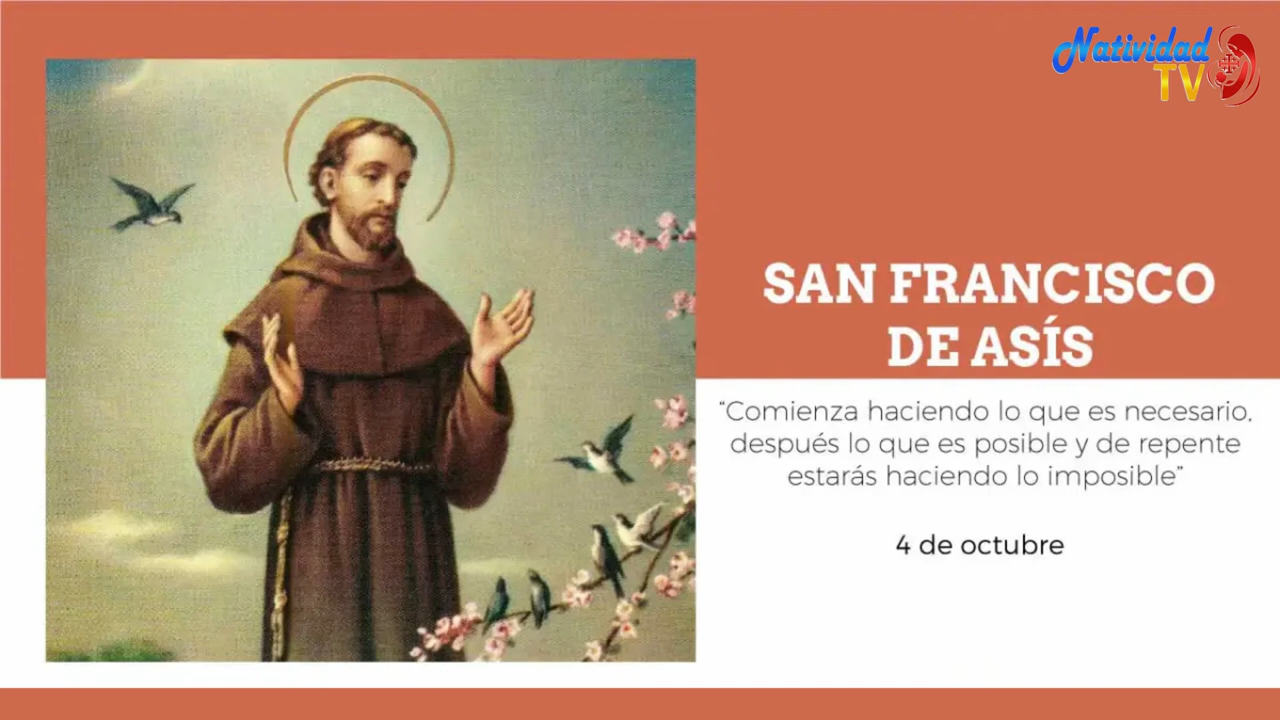 Natividad
TV
SAN FRANCISCO
DE ASÍS
“Comienza haciendo lo que es necesario,
después lo que es posible y de repente
estarás haciendo lo imposible”
4 de octubre